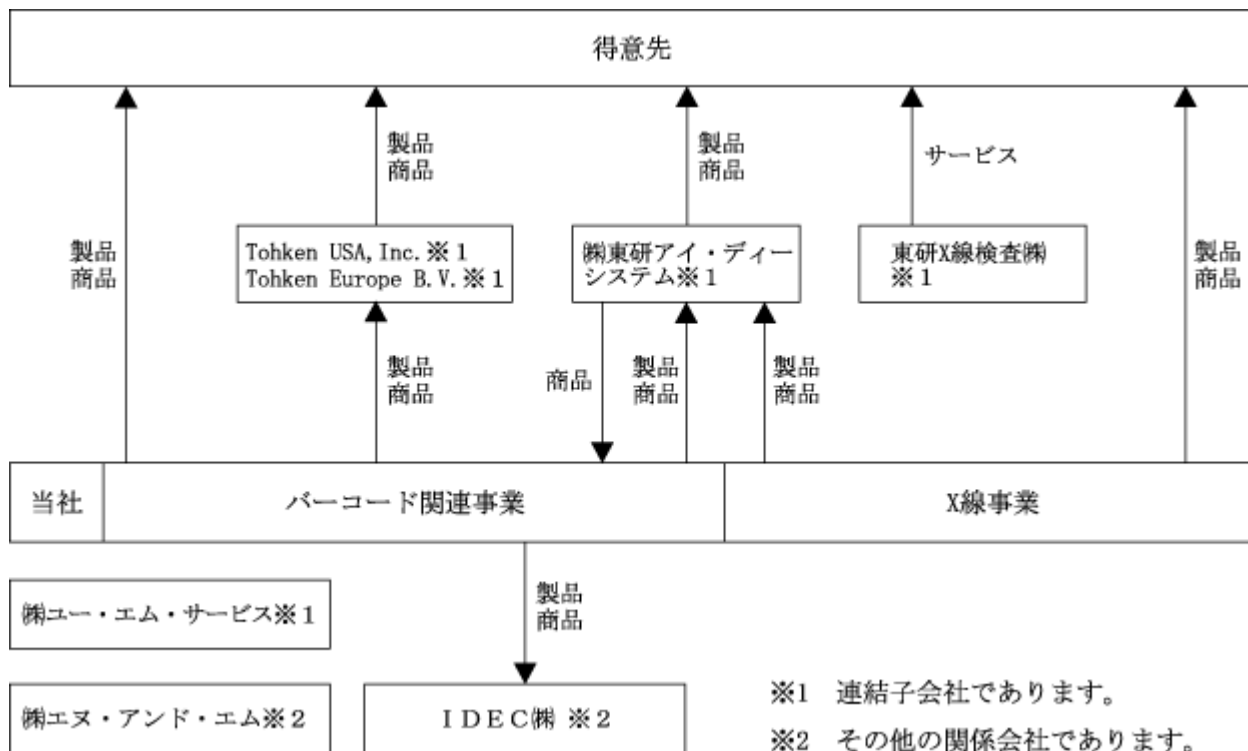 得意先
製品
商品
製品
商品
製品
商品
サービス
製品
商品
Tohken USA,Inc.※1
Tohken Europe B.V.※1
㈱東研アイ・ディー
システム※1
東研X線検査㈱
※1
製品
商品
商品
製品
商品
製品
商品
当社
バーコード関連事業
X線事業
製品
商品
㈱ユー・エム・サービス※1
㈱エヌ・アンド・エム※2
ＩＤＥＣ㈱ ※2
※1 連結子会社であります。
※2 その他の関係会社であります。